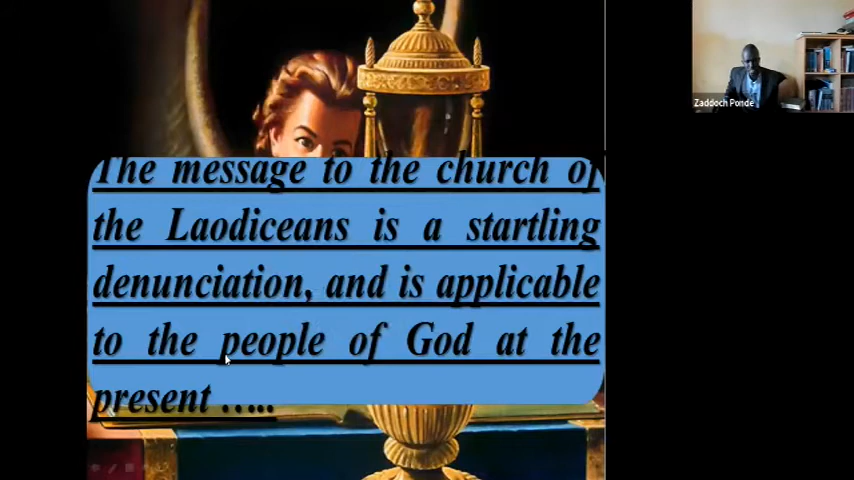 Zaddoch Ponde
The message to the church of
the Laodiceans is a startling
denunciation, and is applicable
to the people of God at the
present …..